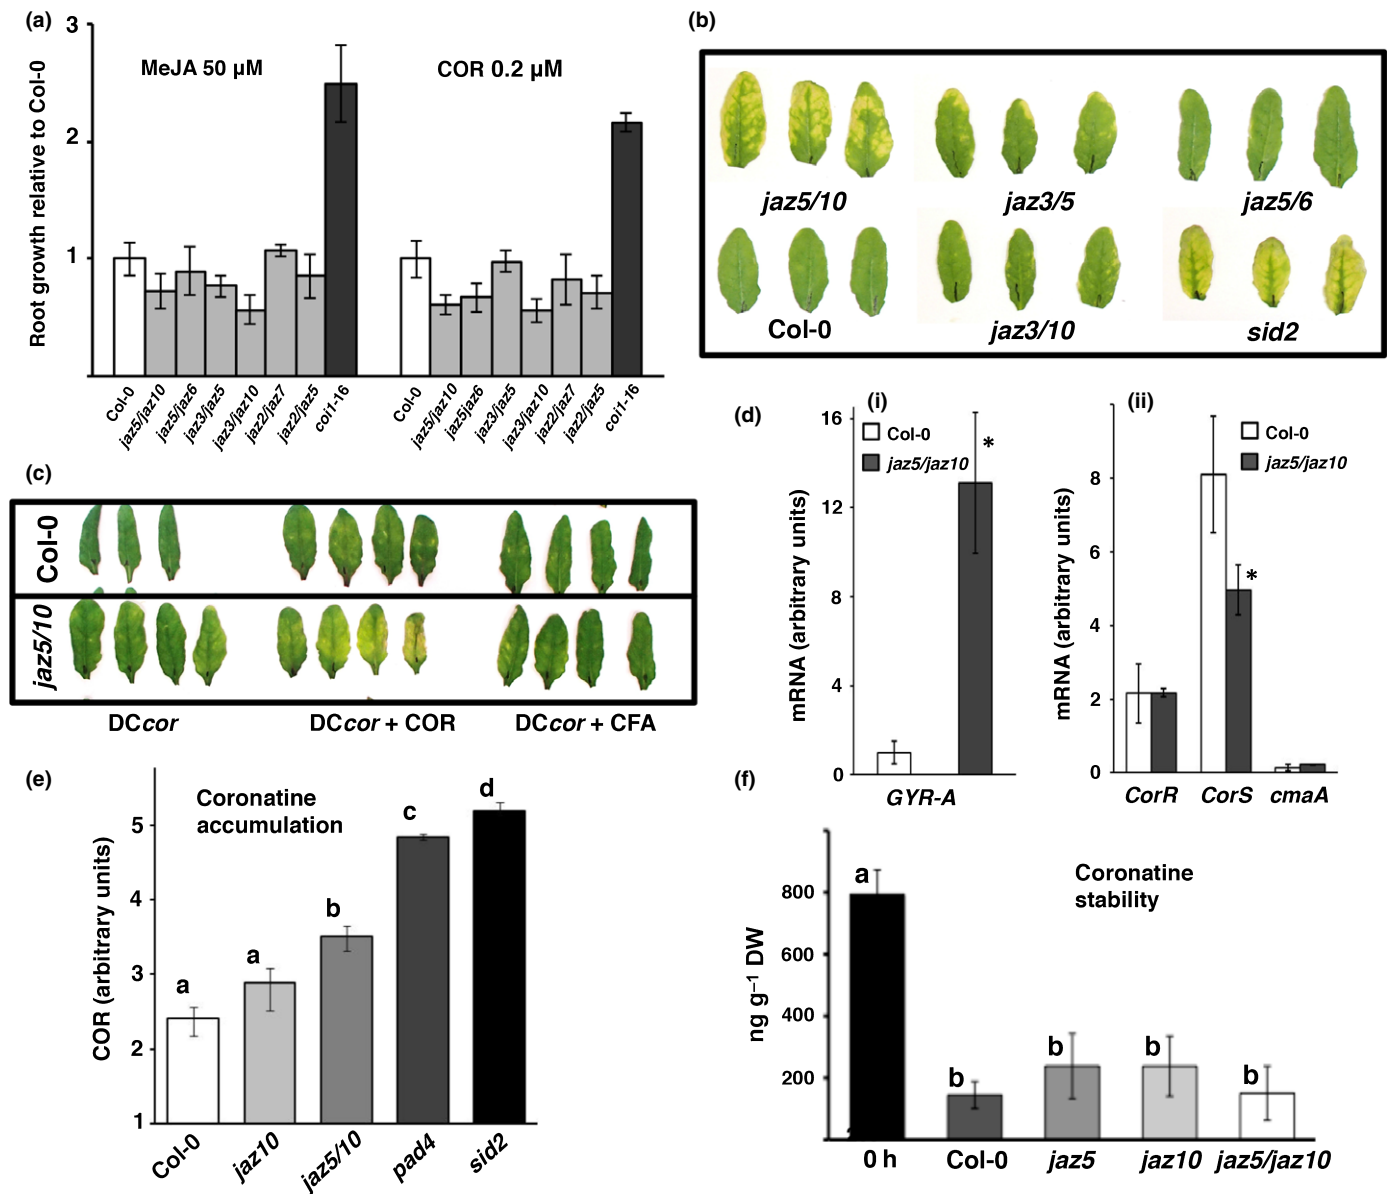 (a)
3
2
1
Root growth relative to Col-0
MeJA 50 µM
COR 0.2 µM
Col-0
jaz5/jaz10
jaz5/jaz6
jaz3/jaz5
jaz3/jaz10
jaz2/jaz7
jaz2/jaz5
coi1-16
Col-0
jaz5/jaz10
jaz5jaz6
jaz3/jaz5
jaz3/jaz10
jaz2/jaz7
jaz2/jaz5
coi1-16
(b)
jaz5/10
jaz3/5
jaz5/6
Col-0
jaz3/10
sid2
(c)
Col-0
jaz5/10
DCcor
DCcor + COR
DCcor + CFA
(d)
(i)
16
12
8
4
0
mRNA (arbitrary units)
Col-0
jaz5/jaz10
*
GYR-A
(ii)
8
6
4
2
0
mRNA (arbitrary units)
Col-0
jaz5/jaz10
*
CorR
CorS
cmaA
(e)
Coronatine
accumulation
5
4
3
2
1
COR (arbitrary units)
a
a
b
c
d
Col-0
jaz10
jaz5/10
pad4
sid2
(f)
Coronatine
stability
800
600
400
200
ng g⁻¹ DW
a
b
b
b
b
0 h
Col-0
jaz5
jaz10
jaz5/jaz10